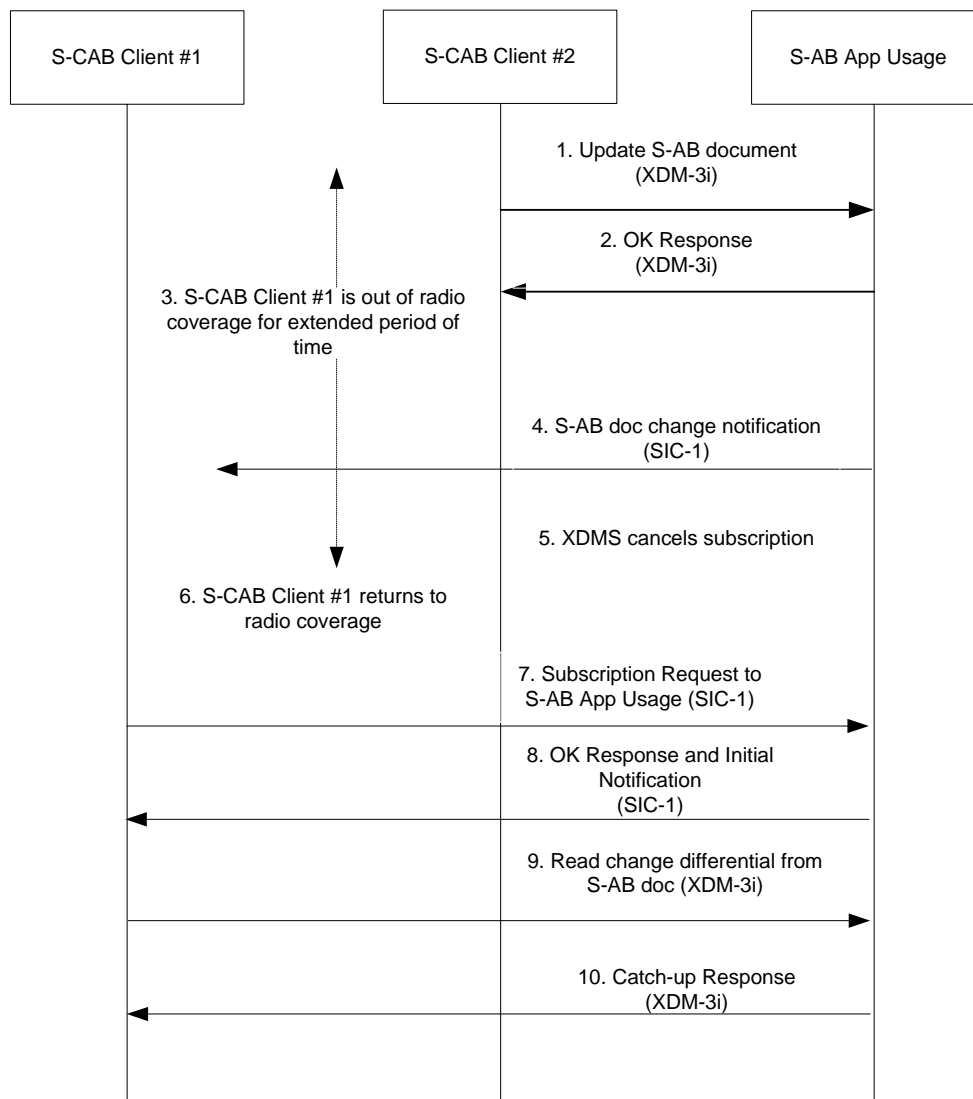 S-CAB Client #1
S-CAB Client #2
S-AB App Usage
1. Update S-AB document
(XDM-3i)
2. OK Response
(XDM-3i)
3. S-CAB Client #1 is out of radio
coverage for extended period of
time
4. S-AB doc change notification
(SIC-1)
5. XDMS cancels subscription
6. S-CAB Client #1 returns to
radio coverage
7. Subscription Request to
S-AB App Usage (SIC-1)
8. OK Response and Initial
Notification
(SIC-1)
9. Read change differential from
S-AB doc (XDM-3i)
10. Catch-up Response
(XDM-3i)